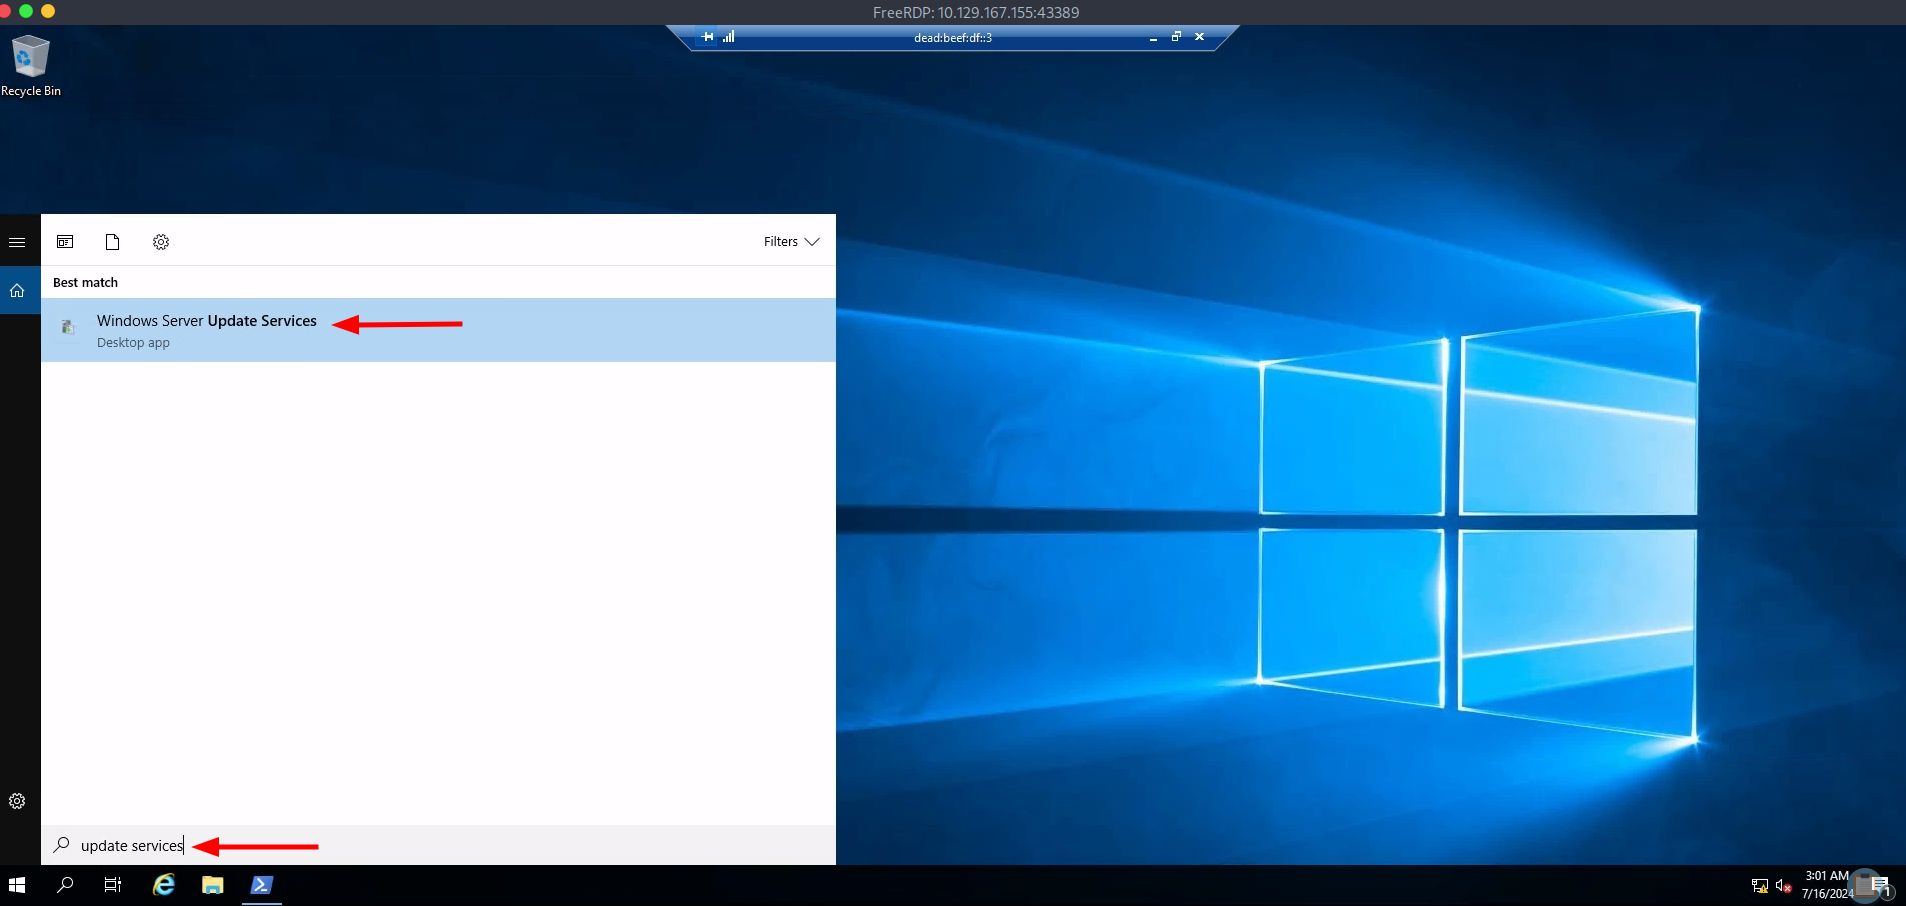 FreeRDP: 10.129.167.155:43389
dead:beef:df::3
Recycle Bin
Filters
Best match
Windows Server Update Services
Desktop app
update services
3:01 AM
7/16/2024
1